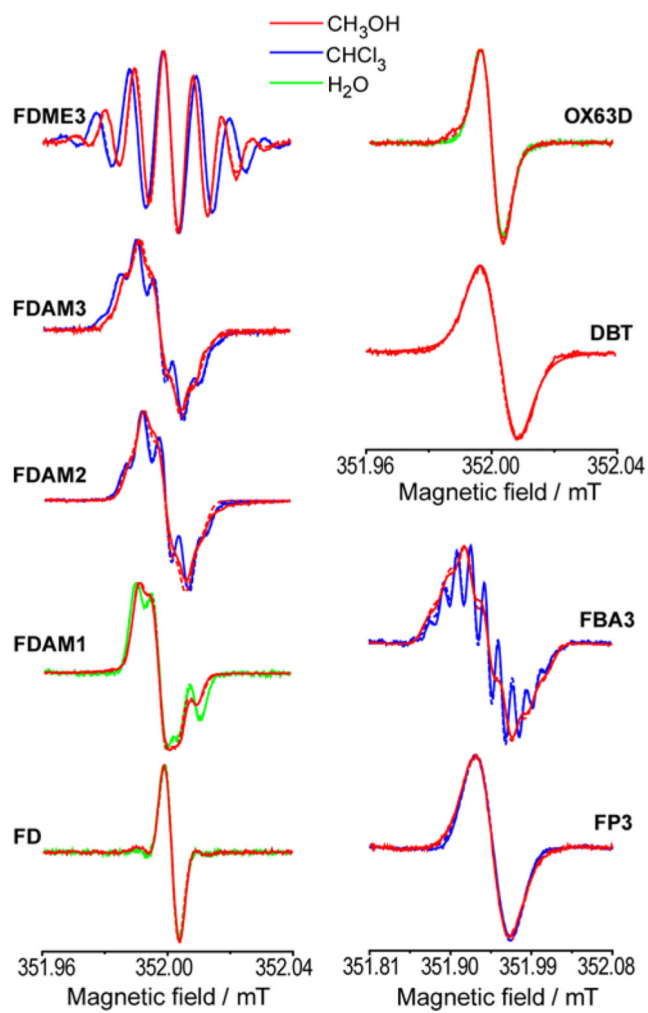 CH₃OH
CHCl₃
H₂O
FDME3
FDAM3
FDAM2
FDAM1
FD
351.96 352.00 352.04
Magnetic field / mT
OX63D
DBT
351.96 352.00 352.04
Magnetic field / mT
FBA3
FP3
351.81 351.90 351.99 352.08
Magnetic field / mT